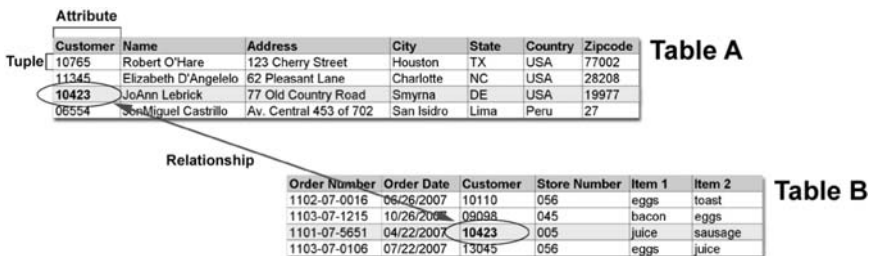 Attribute
Customer Name Address City State Country Zipcode
Table A
Tuple 10765 Robert O'Hare 123 Cherry Street Houston TX USA 77002
11345 Elizabeth D'Angelelo 62 Pleasant Lane Charlotte NC USA 28208
10423 JoAnn Lebrick 77 Old Country Road Smyrna DE USA 19977
06554 JonMiguel Castrillo Av. Central 453 of 702 San Isidro Lima Peru 27
Relationship
Order Number Order Date Customer Store Number Item 1 Item 2
Table B
1102-07-0016 06/26/2007 10110 056 eggs toast
1103-07-1215 09098 045 bacon eggs
1101-07-5651 04/22/2007 10423 005 juice sausage
1103-07-0106 07/22/2007 13045 056 eggs juice